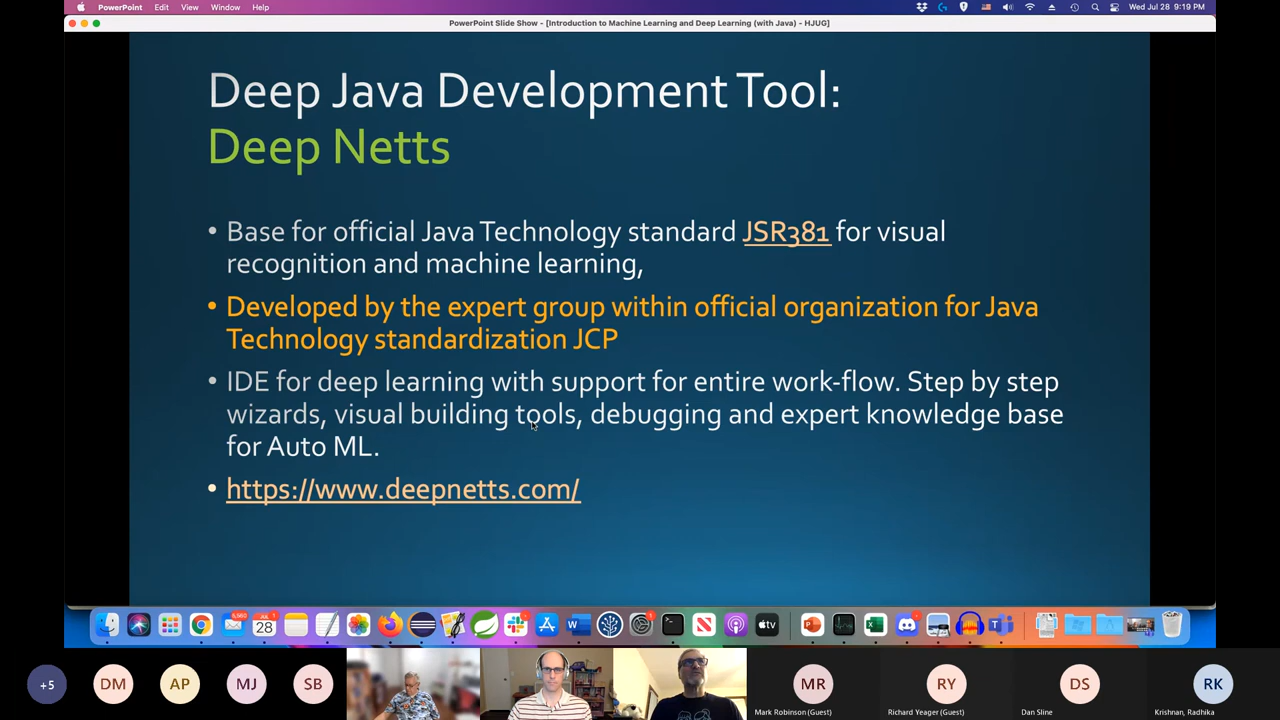 PowerPoint Edit View Window Help
Wed Jul 28 9:19 PM
PowerPoint Slide Show - [Introduction to Machine Learning and Deep Learning (with Java) - HJUG]
Deep Java Development Tool:
Deep Netts
• Base for official Java Technology standard JSR381 for visual
recognition and machine learning,
• Developed by the expert group within official organization for Java
Technology standardization JCP
• IDE for deep learning with support for entire work-flow. Step by step
wizards, visual building tools, debugging and expert knowledge base
for Auto ML.
• https://www.deepnetts.com/
JUL
28
tv
+5
DM
AP
MJ
SB
MR
RY
DS
RK
Mark Robinson (Guest)
Richard Yeager (Guest)
Dan Sline
Krishnan, Radhika